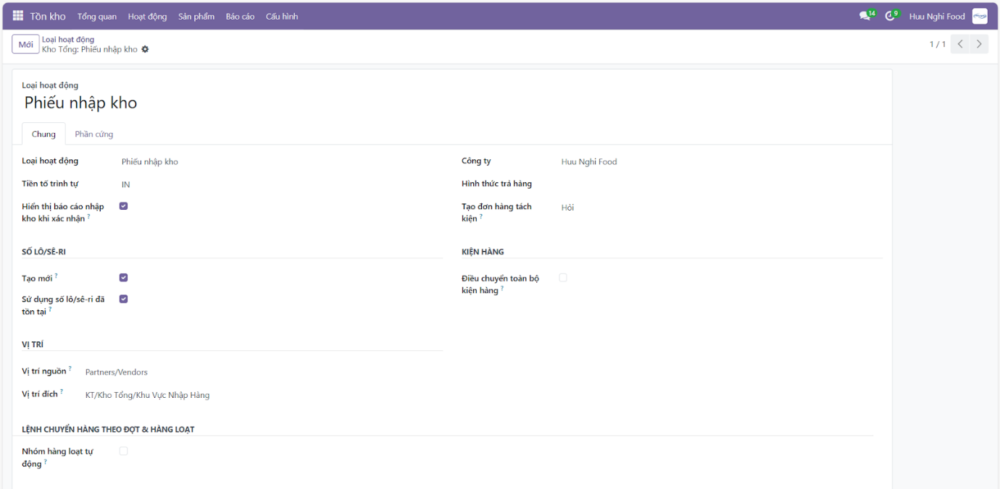 Tồn kho Tổng quan Hoạt động Sản phẩm Báo cáo Cấu hình 14 9 Huu Nghi Food
Mới Loại hoạt động
Kho Tổng: Phiếu nhập kho 1 / 1
Loại hoạt động
Phiếu nhập kho
Chung Phần cứng
Loại hoạt động Phiếu nhập kho Công ty Huu Nghi Food
Tiền tố trình tự IN Hình thức trả hàng
Hiển thị báo cáo nhập Tạo đơn hàng tách Hỏi
kho khi xác nhận ? kiện ?
SỐ LÔ/SÊ-RI KIỆN HÀNG
Tạo mới ? Điều chuyển toàn bộ
kiện hàng ?
Sử dụng số lô/sê-ri đã
tồn tại ?
VỊ TRÍ
Vị trí nguồn ? Partners/Vendors
Vị trí đích ? KT/Kho Tổng/Khu Vực Nhập Hàng
LỆNH CHUYỂN HÀNG THEO ĐỢT & HÀNG LOẠT
Nhóm hàng loạt tự
động ?